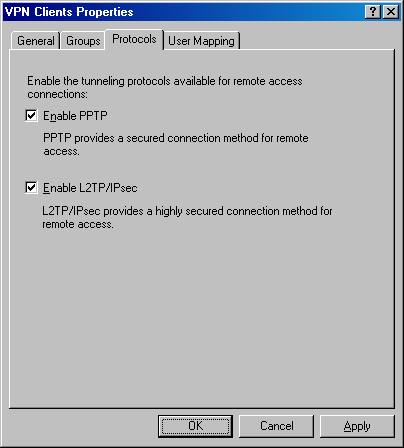 VPN Clients Properties
General Groups Protocols User Mapping
Enable the tunneling protocols available for remote access
connections:
Enable PPTP
PPTP provides a secured connection method for remote
access.
Enable L2TP/IPsec
L2TP/IPsec provides a highly secured connection method for
remote access.
OK Cancel Apply